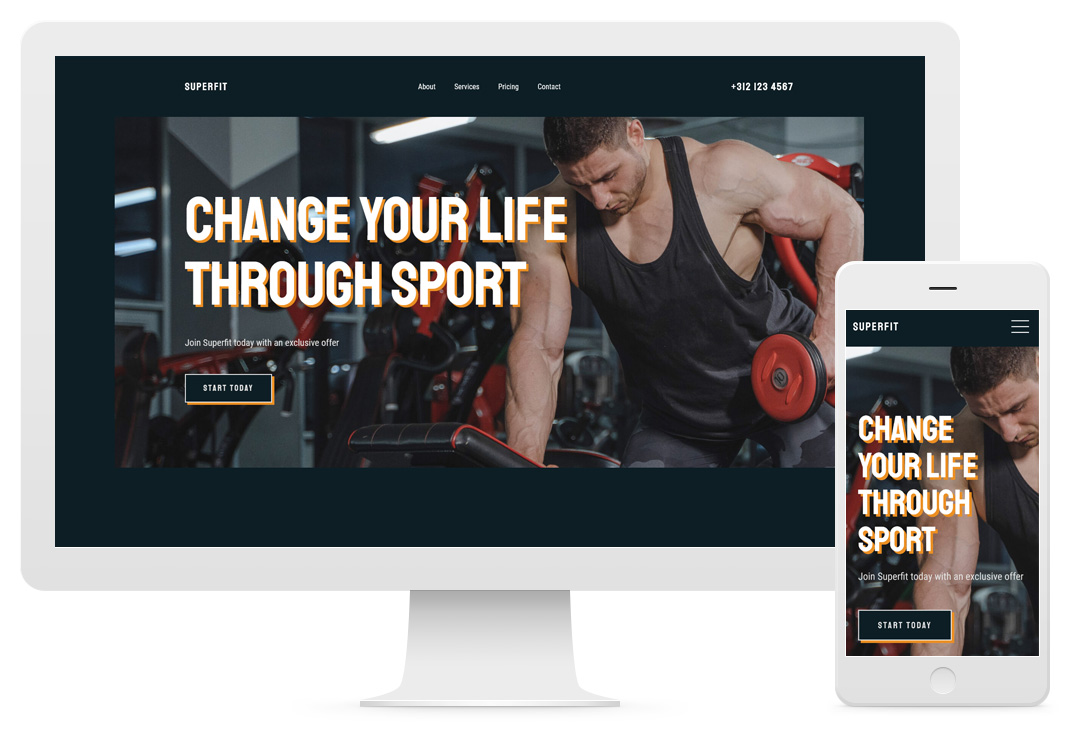 SUPERFIT
About Services Pricing Contact
+312 123 4567
CHANGE YOUR LIFE
THROUGH SPORT
Join Superfit today with an exclusive offer
START TODAY
SUPERFIT
CHANGE
YOUR LIFE
THROUGH
SPORT
Join Superfit today with an exclusive offer
START TODAY